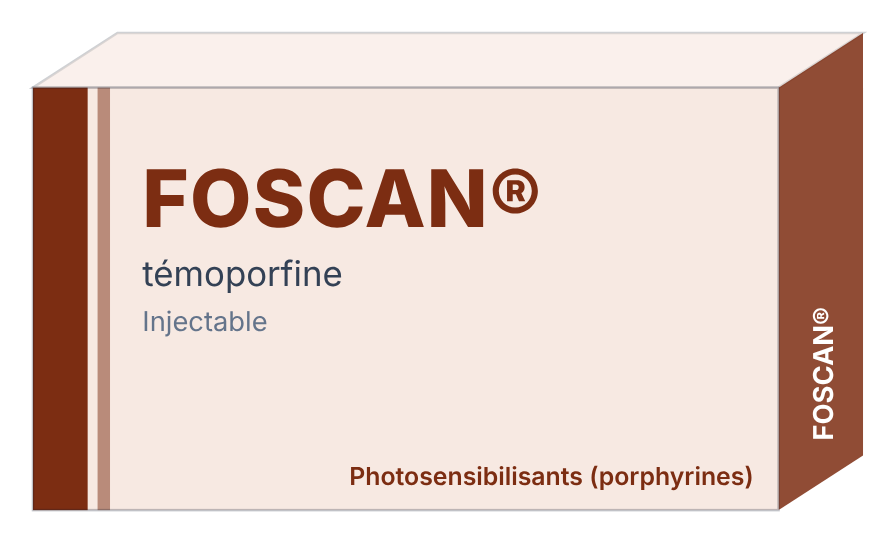 FOSCAN®
témoporfine
Injectable
Photosensibilisants (porphyrines)
FOSCAN®